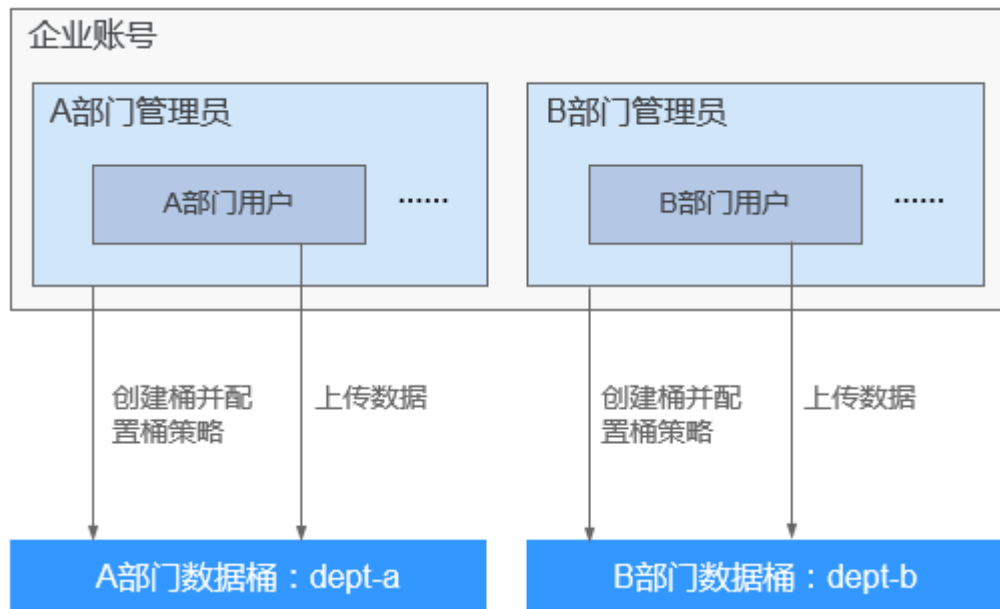 企业账号
A部门管理员
B部门管理员
A部门用户
······
B部门用户
······
创建桶并配
置桶策略
上传数据
创建桶并配
置桶策略
上传数据
A部门数据桶：dept-a
B部门数据桶：dept-b